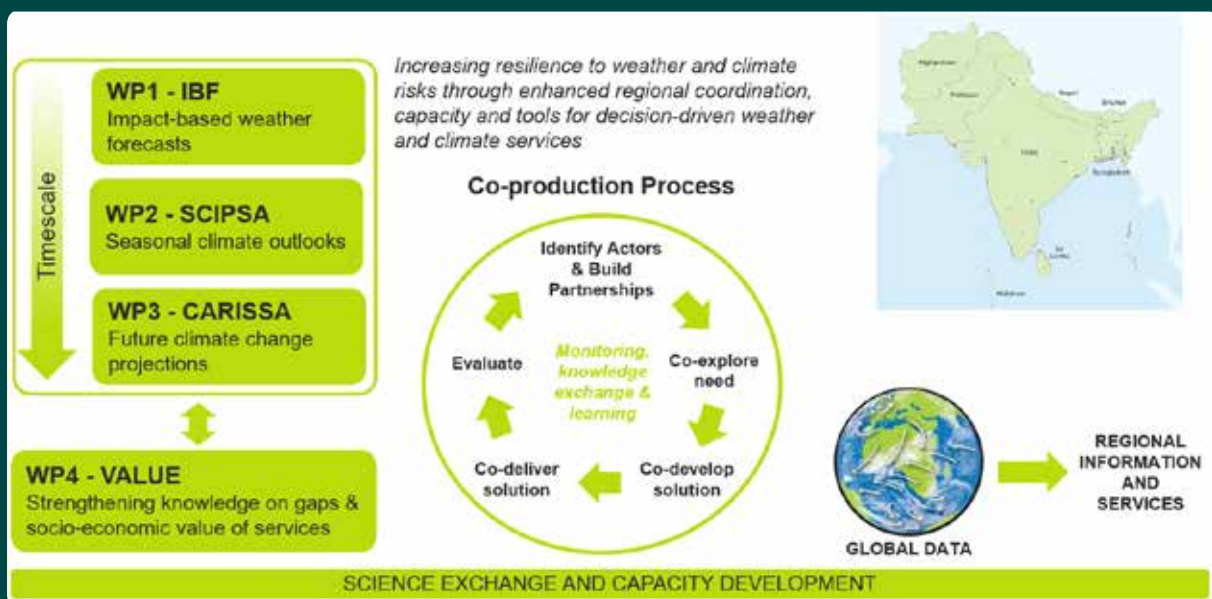 Timescale
WP1 - IBF
Impact-based weather
forecasts
WP2 - SCIPSA
Seasonal climate outlooks
WP3 - CARISSA
Future climate change
projections
WP4 - VALUE
Strengthening knowledge on gaps &
socio-economic value of services
Increasing resilience to weather and climate
risks through enhanced regional coordination,
capacity and tools for decision-driven weather
and climate services
Co-production Process
Identify Actors
& Build
Partnerships
Co-explore
need
Co-develop
solution
Co-deliver
solution
Evaluate
Monitoring,
knowledge
exchange &
learning
Afghanistan
Pakistan
Nepal
Bhutan
India
Bangladesh
Sri
Lanka
Maldives
GLOBAL DATA
REGIONAL
INFORMATION
AND
SERVICES
SCIENCE EXCHANGE AND CAPACITY DEVELOPMENT